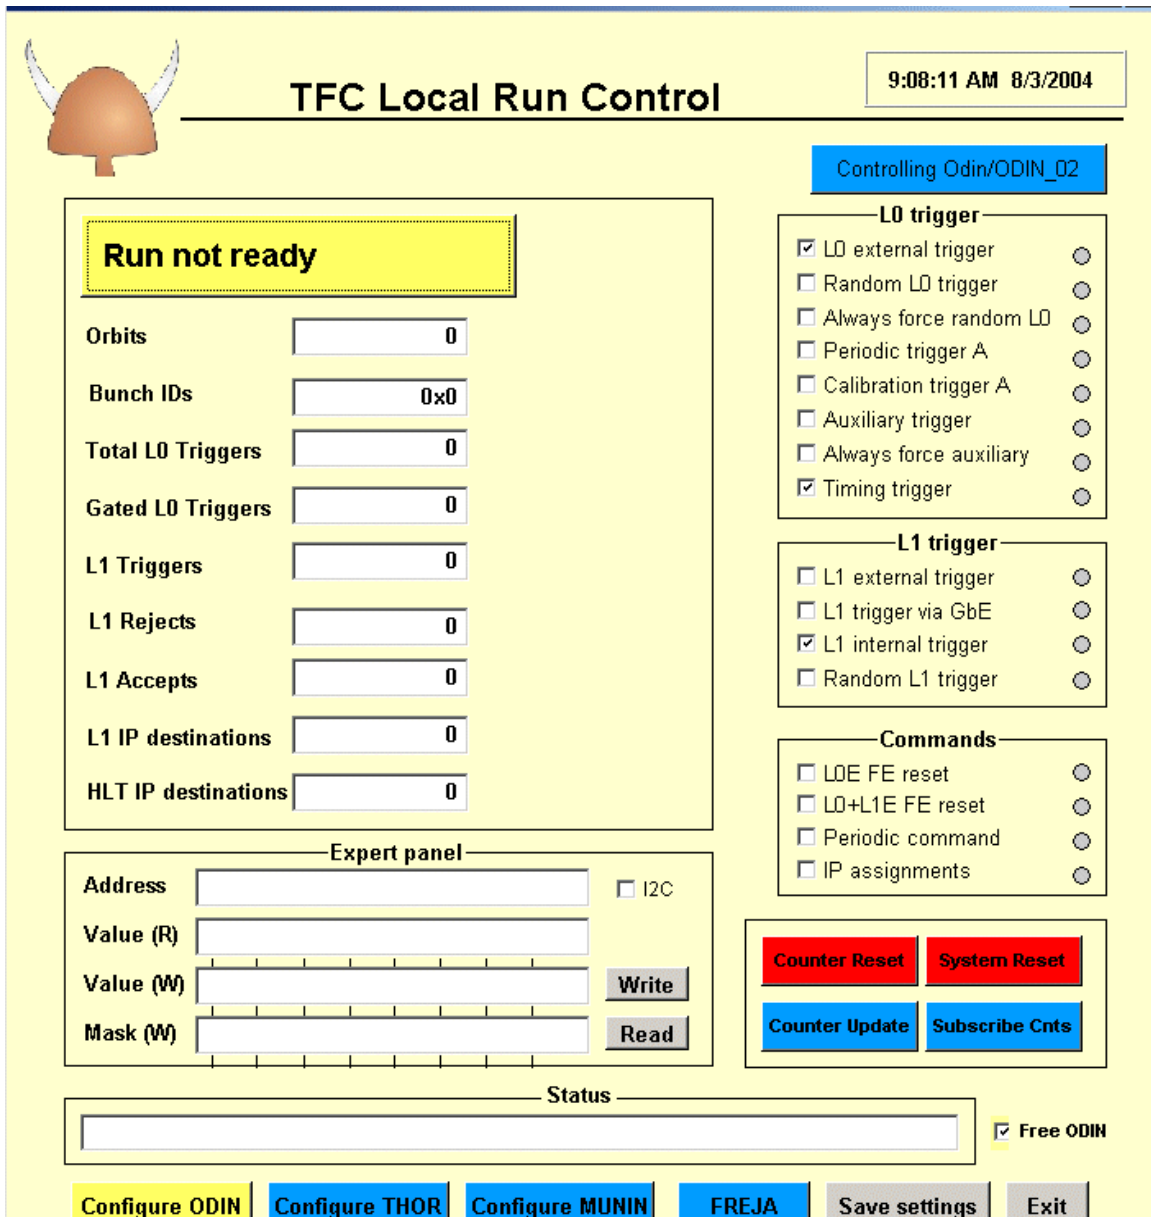 TFC Local Run Control
9:08:11 AM 8/3/2004
Controlling Odin/ODIN_02
Run not ready
Orbits 0
Bunch IDs 0x0
Total L0 Triggers 0
Gated L0 Triggers 0
L1 Triggers 0
L1 Rejects 0
L1 Accepts 0
L1 IP destinations 0
HLT IP destinations 0
L0 trigger
L0 external trigger
Random L0 trigger
Always force random L0
Periodic trigger A
Calibration trigger A
Auxiliary trigger
Always force auxiliary
Timing trigger
L1 trigger
L1 external trigger
L1 trigger via GbE
L1 internal trigger
Random L1 trigger
Commands
L0E FE reset
L0+L1E FE reset
Periodic command
IP assignments
Expert panel
Address I2C
Value (R)
Value (W) Write
Mask (W) Read
Counter Reset System Reset
Counter Update Subscribe Cnts
Status
Free ODIN
Configure ODIN Configure THOR Configure MUNIN FREJA Save settings Exit